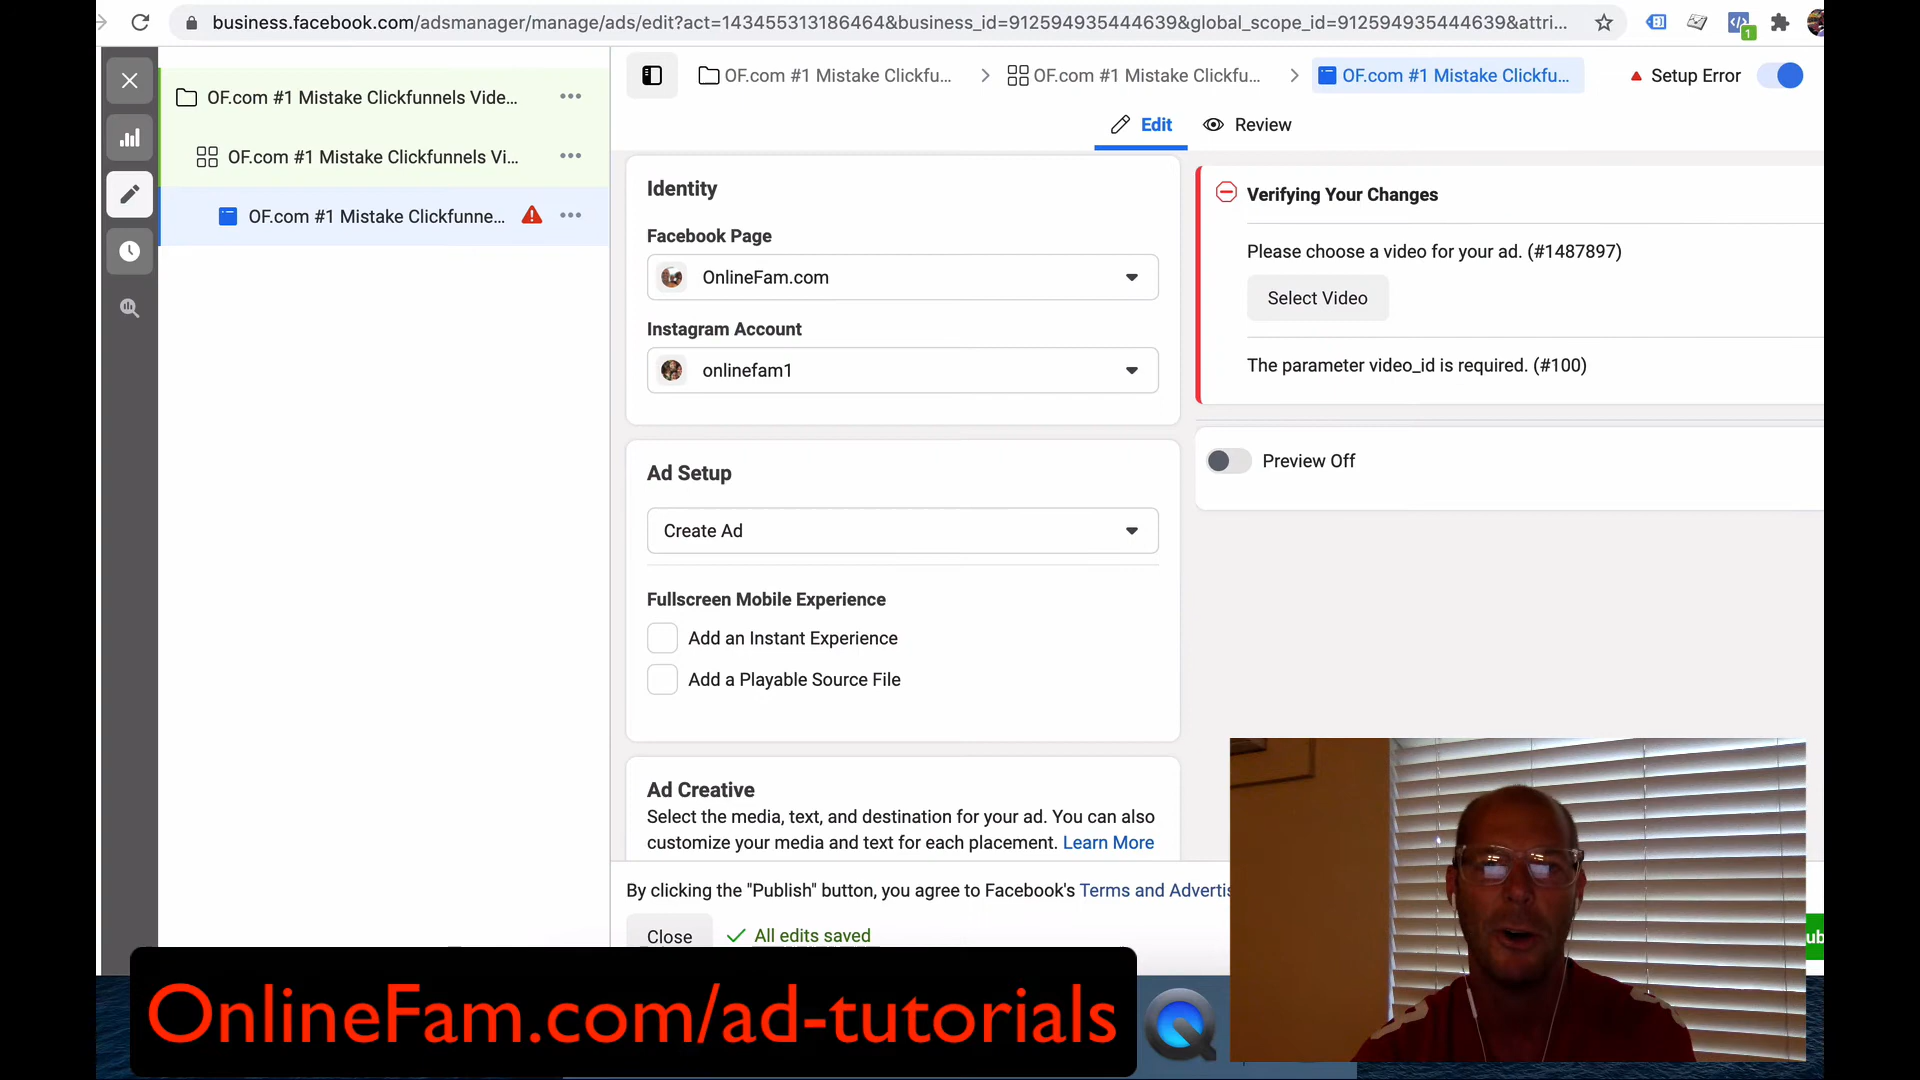 business.facebook.com/adsmanager/manage/ads/edit?act=143455313186464&business_id=912594935444639&global_scope_id=912594935444639&attri...
1
OF.com #1 Mistake Clickfunnels Vide...
OF.com #1 Mistake Clickfunnels Vi...
OF.com #1 Mistake Clickfunne...
OF.com #1 Mistake Clickfu...
OF.com #1 Mistake Clickfu...
OF.com #1 Mistake Clickfu...
Setup Error
Edit
Review
Identity
Facebook Page
OnlineFam.com
Instagram Account
onlinefam1
Ad Setup
Create Ad
Fullscreen Mobile Experience
Add an Instant Experience
Add a Playable Source File
Ad Creative
Select the media, text, and destination for your ad. You can also
customize your media and text for each placement. Learn More
Verifying Your Changes
Please choose a video for your ad. (#1487897)
Select Video
The parameter video_id is required. (#100)
Preview Off
By clicking the "Publish" button, you agree to Facebook's Terms and Advertis
Close
All edits saved
ub
OnlineFam.com/ad-tutorials